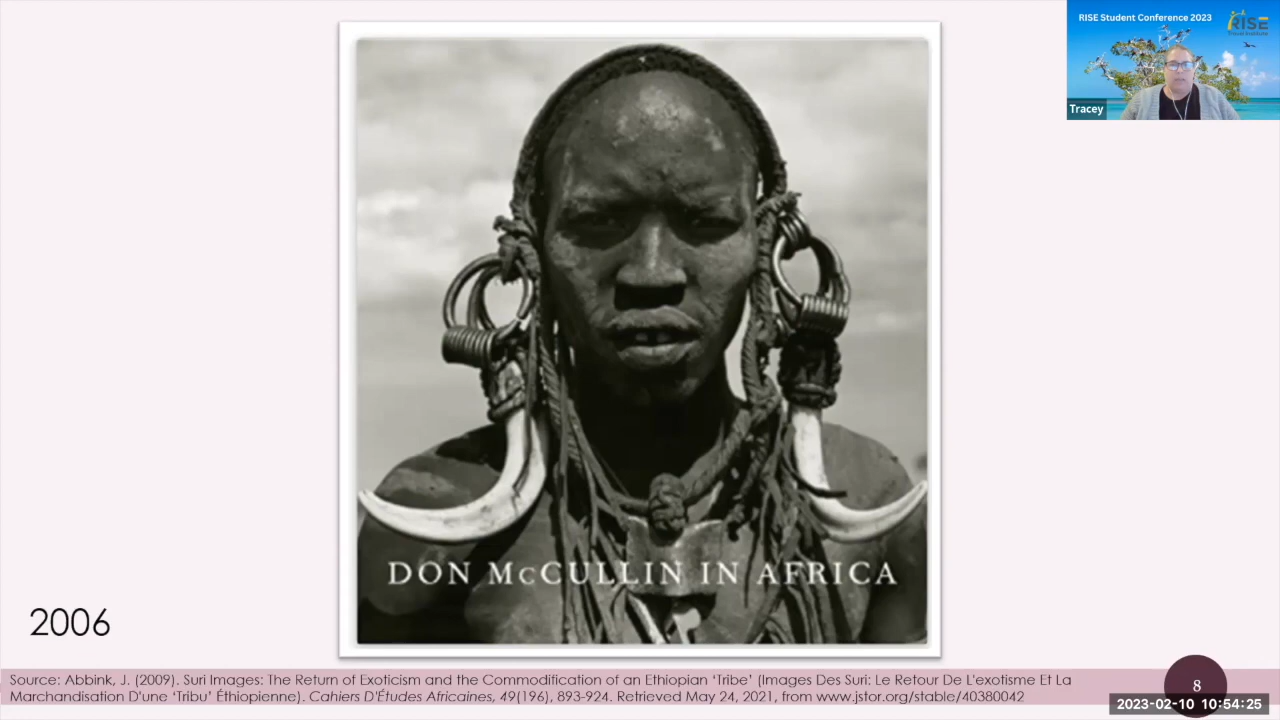 RISE Student Conference 2023
RISE
Travel Institute
Tracey
DON McCULLIN IN AFRICA
2006
Source: Abbink, J. (2009). Suri Images: The Return of Exoticism and the Commodification of an Ethiopian ‘Tribe’ (Images Des Suri: Le Retour De L'exotisme Et La
Marchandisation D'une ‘Tribu’ Éthiopienne). Cahiers D'Études Africaines, 49(196), 893-924. Retrieved May 24, 2021, from www.jstor.org/stable/40380042
8
2023-02-10 10:54:25